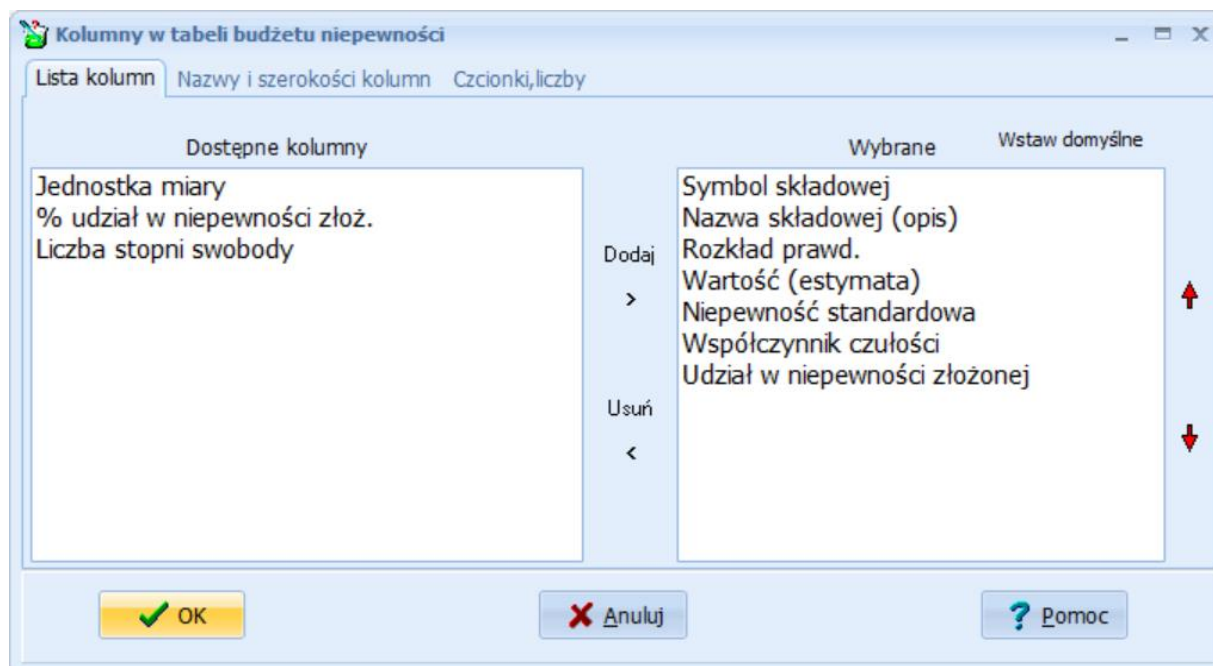 Kolumny w tabeli budżetu niepewności
Lista kolumn Nazwy i szerokości kolumn Czcionki,liczby
Dostępne kolumny
Jednostka miary
% udział w niepewności złoż.
Liczba stopni swobody
Dodaj
>
Usuń
<
Wybrane
Wstaw domyślne
Symbol składowej
Nazwa składowej (opis)
Rozkład prawd.
Wartość (estymata)
Niepewność standardowa
Współczynnik czułości
Udział w niepewności złożonej
OK Anuluj ? Pomoc